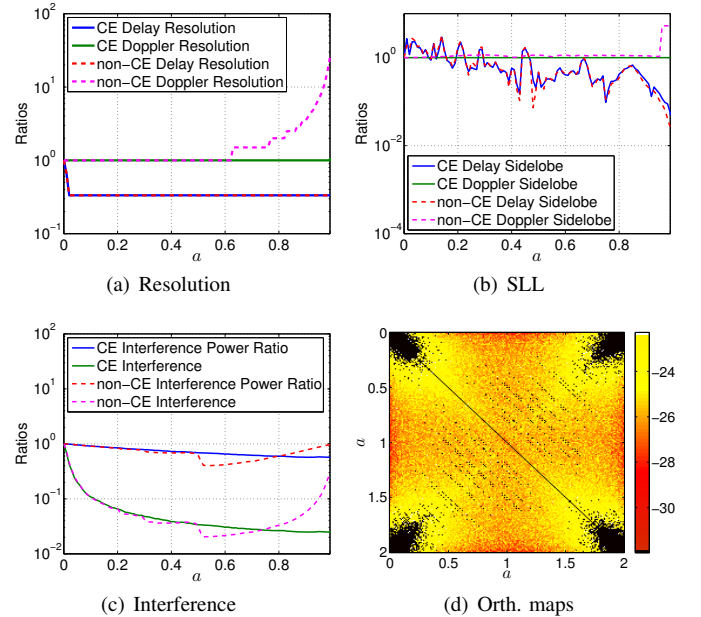 CE Delay Resolution
CE Doppler Resolution
non−CE Delay Resolution
non−CE Doppler Resolution
Ratios
10^2
10^1
10^0
10^−1
0 0.2 0.4 0.6 0.8
a
(a) Resolution
CE Delay Sidelobe
CE Doppler Sidelobe
non−CE Delay Sidelobe
non−CE Doppler Sidelobe
Ratios
10^0
10^−2
10^−4
0 0.2 0.4 0.6 0.8
a
(b) SLL
CE Interference Power Ratio
CE Interference
non−CE Interference Power Ratio
non−CE Interference
Ratios
10^2
10^1
10^0
10^−1
10^−2
0 0.2 0.4 0.6 0.8
a
(c) Interference
a
0
0.5
1
1.5
2
0 0.5 1 1.5 2
a
−24
−26
−28
−30
(d) Orth. maps